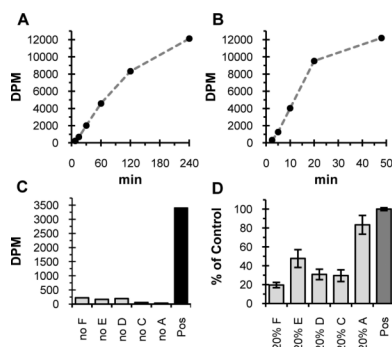 A
DPM
12000
10000
8000
6000
4000
2000
0
0 60 120 180 240
min
B
DPM
12000
10000
8000
6000
4000
2000
0
0 10 20 30 40 50
min
C
DPM
3500
3000
2500
2000
1500
1000
500
0
no F
no E
no D
no C
no A
Pos
D
% of Control
100
80
60
40
20
0
20% F
20% E
20% D
20% C
20% A
Pos